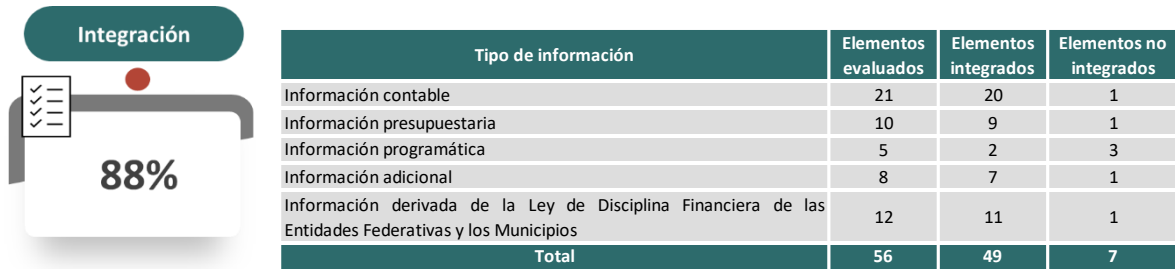 Integración
88%
Tipo de información Elementos evaluados Elementos integrados Elementos no integrados
Información contable 21 20 1
Información presupuestaria 10 9 1
Información programática 5 2 3
Información adicional 8 7 1
Información derivada de la Ley de Disciplina Financiera de las
Entidades Federativas y los Municipios 12 11 1
Total 56 49 7